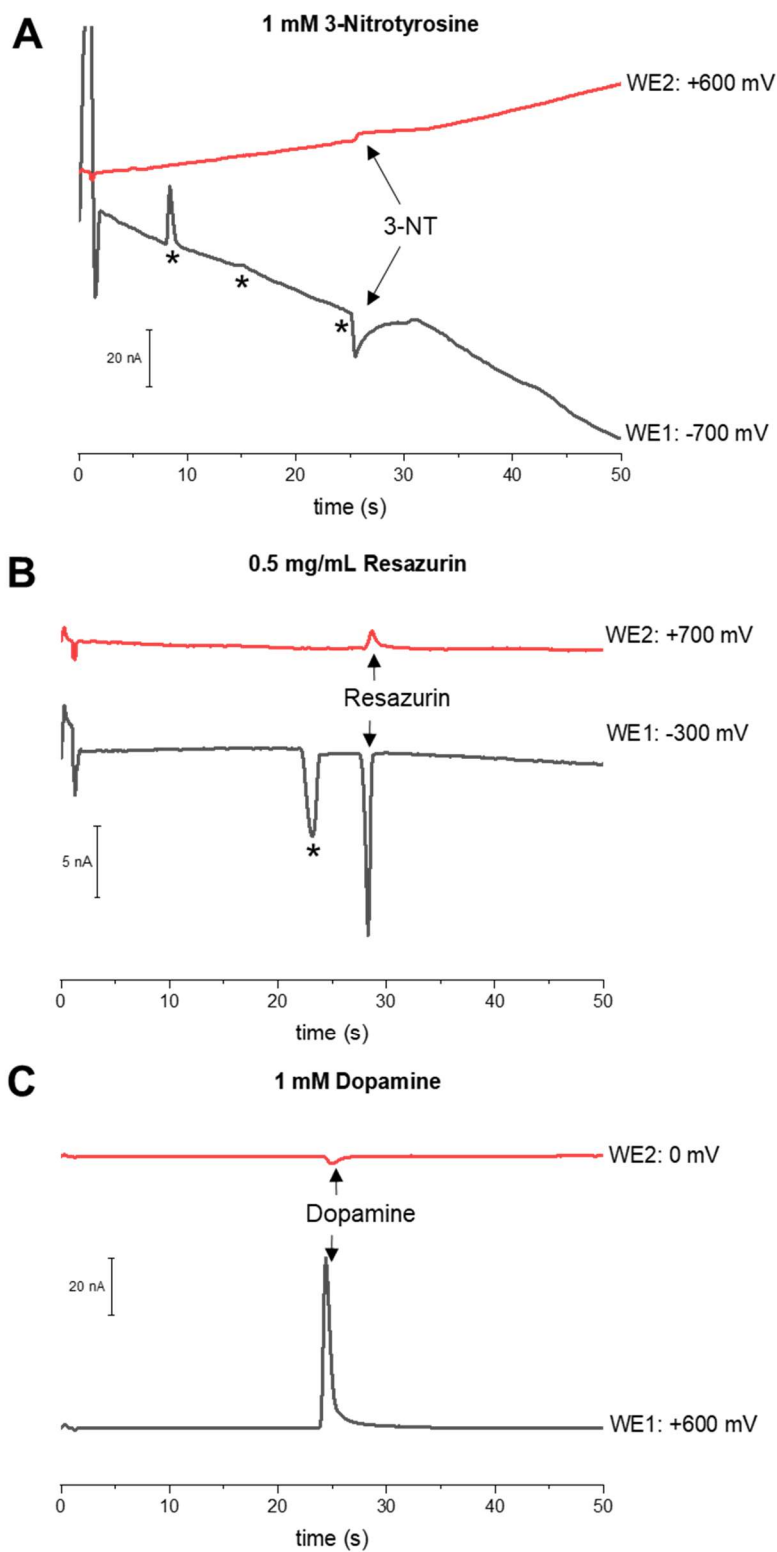 A
1 mM 3-Nitrotyrosine
WE2: +600 mV
3-NT
*
*
*
20 nA
WE1: -700 mV
0 10 20 30 40 50
time (s)
B
0.5 mg/mL Resazurin
WE2: +700 mV
Resazurin
WE1: -300 mV
5 nA
*
0 10 20 30 40 50
time (s)
C
1 mM Dopamine
WE2: 0 mV
Dopamine
20 nA
WE1: +600 mV
0 10 20 30 40 50
time (s)